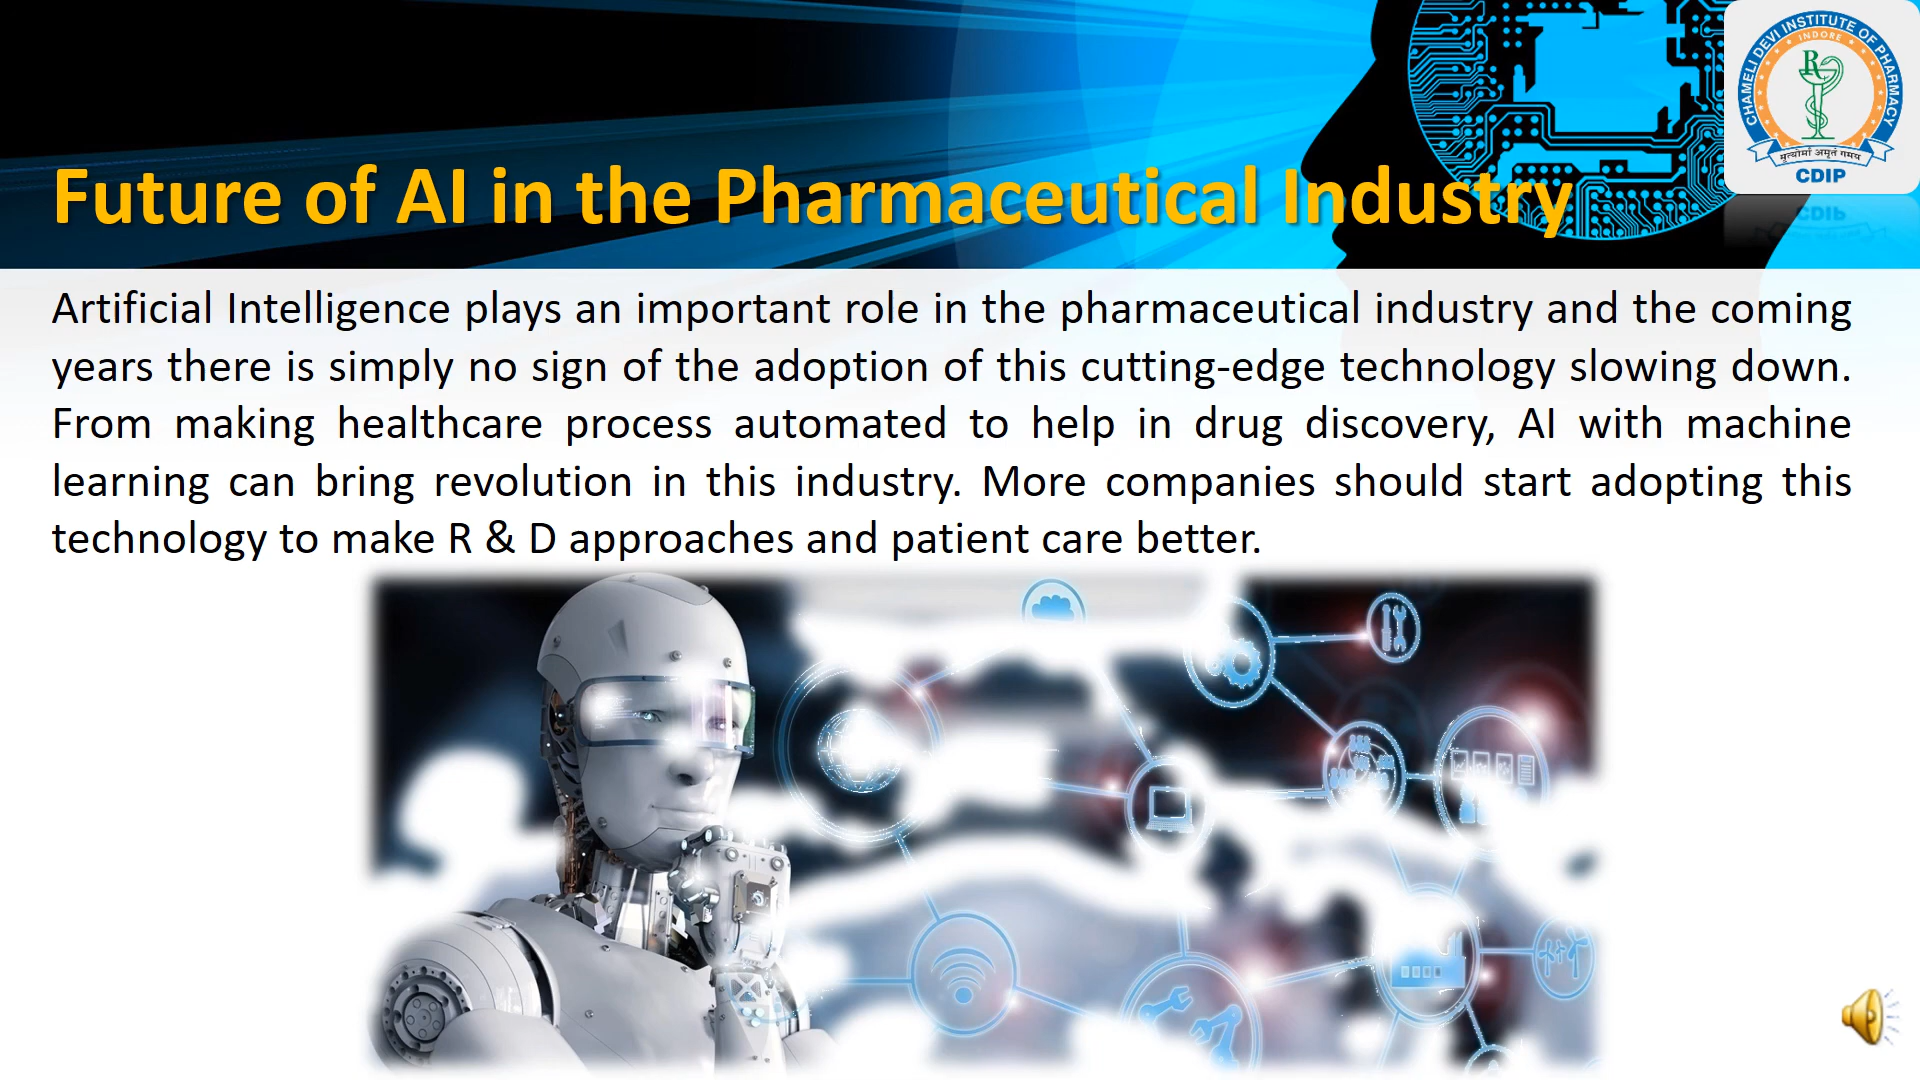 CHAMELI DEVI INSTITUTE OF PHARMACY
INDORE
R
अमृतं गमय
CDIP
Future of AI in the Pharmaceutical Industry
Artificial Intelligence plays an important role in the pharmaceutical industry and the coming
years there is simply no sign of the adoption of this cutting-edge technology slowing down.
From making healthcare process automated to help in drug discovery, AI with machine
learning can bring revolution in this industry. More companies should start adopting this
technology to make R & D approaches and patient care better.